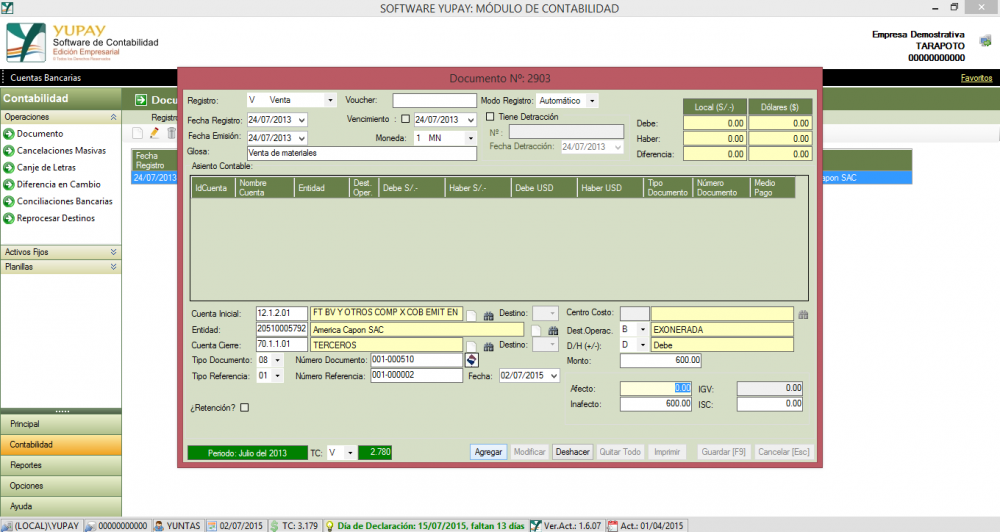 SOFTWARE YUPAY: MÓDULO DE CONTABILIDAD
YUPAY
Software de Contabilidad
Edición Empresarial
© Todos los Derechos Reservados
Empresa Demostrativa
TARAPOTO
00000000000
Cuentas Bancarias
Favoritos
Contabilidad
Operaciones
Documento
Cancelaciones Masivas
Canje de Letras
Diferencia en Cambio
Conciliaciones Bancarias
Reprocesar Destinos
Activos Fijos
Planillas
Principal
Contabilidad
Reportes
Opciones
Ayuda
Docu
Registr
Fecha
Registro
24/07/2013
apon SAC
Documento Nº: 2903
Registro: V Venta Voucher: Modo Registro: Automático
Fecha Registro: 24/07/2013 Vencimiento : 24/07/2013 Tiene Detracción
Fecha Emisión: 24/07/2013 Moneda: 1 MN Nº :
Glosa: Venta de materiales Fecha Detracción: 24/07/2013
Local (S/.-) Dólares ($)
Debe: 0.00 0.00
Haber: 0.00 0.00
Diferencia: 0.00 0.00
Asiento Contable:
IdCuenta Nombre Cuenta Entidad Dest. Oper. Debe S/.- Haber S/.- Debe USD Haber USD Tipo Documento Número Documento Medio Pago
Cuenta Inicial: 12.1.2.01 FT BV Y OTROS COMP X COB EMIT EN Destino: Centro Costo:
Entidad: 20510005792 America Capon SAC Dest.Operac. B EXONERADA
Cuenta Cierre: 70.1.1.01 TERCEROS Destino: D/H (+/-): D Debe
Tipo Documento: 08 Número Documento: 001-000510 Monto: 600.00
Tipo Referencia: 01 Número Referencia: 001-000002 Fecha: 02/07/2015
Afecto: 0.00 IGV: 0.00
Inafecto: 600.00 ISC: 0.00
¿Retención?
Periodo: Julio del 2013 TC: V 2.780 Agregar Modificar Deshacer Quitar Todo Imprimir Guardar [F9] Cancelar [Esc]
(LOCAL)\YUPAY 00000000000 YUNTAS 02/07/2015 TC: 3.179 Día de Declaración: 15/07/2015, faltan 13 días Ver.Act.: 1.6.07 Act.: 01/04/2015